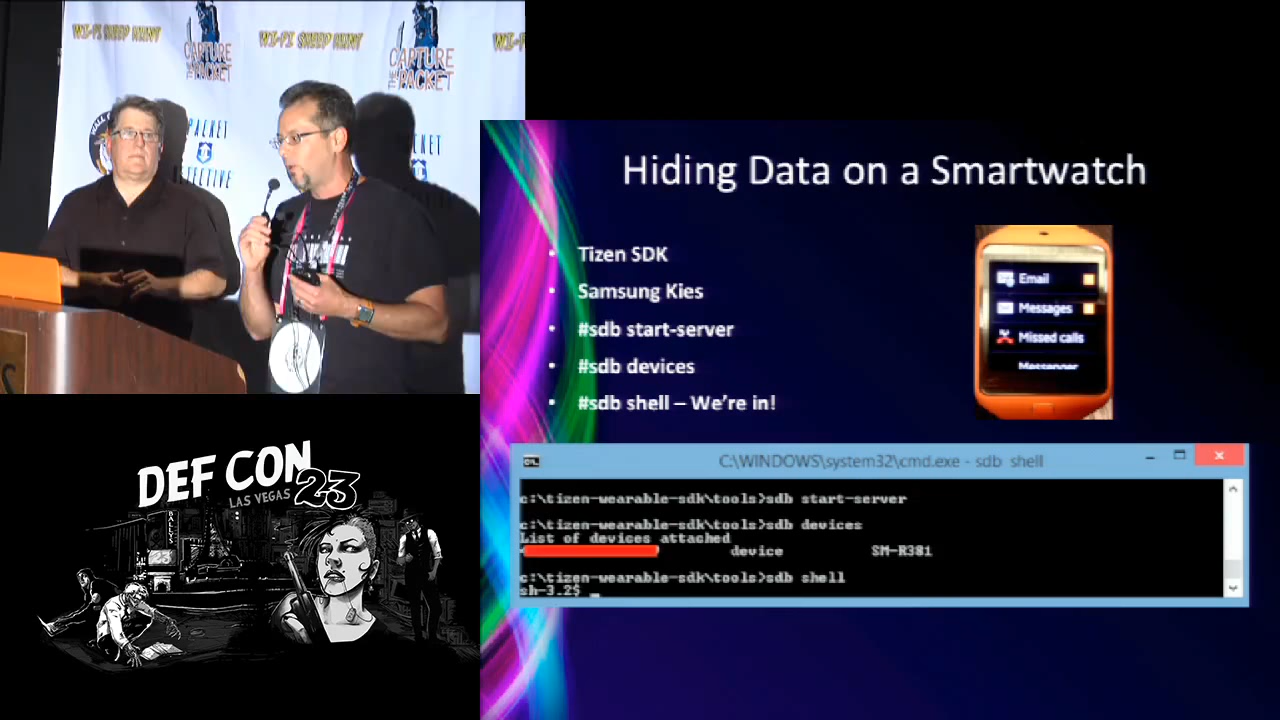 WI-FI SHEEP HUNT
CAPTURE
THE PACKET
WI-FI SHEEP HUNT
CAPTURE
THE PACKET
WI-F
WALL
PACKET
DETECTIVE
Hiding Data on a Smartwatch
• Tizen SDK
• Samsung Kies
• #sdb start-server
• #sdb devices
• #sdb shell – We're in!
Email
Messages
Missed calls
Messenger
C:\WINDOWS\system32\cmd.exe - sdb shell
c:\tizen-wearable-sdk\tools>sdb start-server
c:\tizen-wearable-sdk\tools>sdb devices
List of devices attached
device SM-R381
c:\tizen-wearable-sdk\tools>sdb shell
sh-3.2$ _
DEF CON 23
LAS VEGAS
BALLY'S